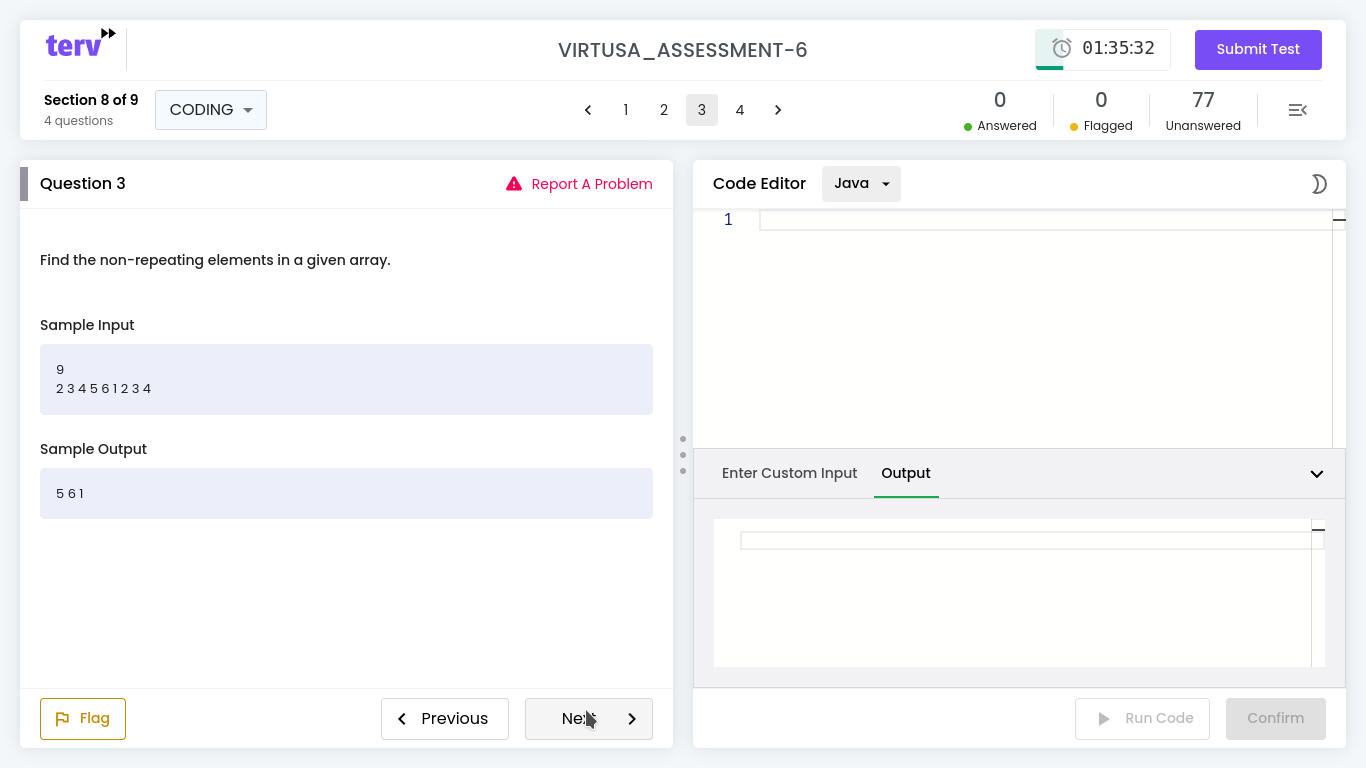 terv
VIRTUSA_ASSESSMENT-6
01:35:32
Submit Test
Section 8 of 9
4 questions
CODING
1 2 3 4
0
Answered
0
Flagged
77
Unanswered
Question 3
Report A Problem
Find the non-repeating elements in a given array.
Sample Input
9
2 3 4 5 6 1 2 3 4
Sample Output
5 6 1
Flag
Previous
Next
Code Editor
Java
1
Enter Custom Input
Output
Run Code
Confirm